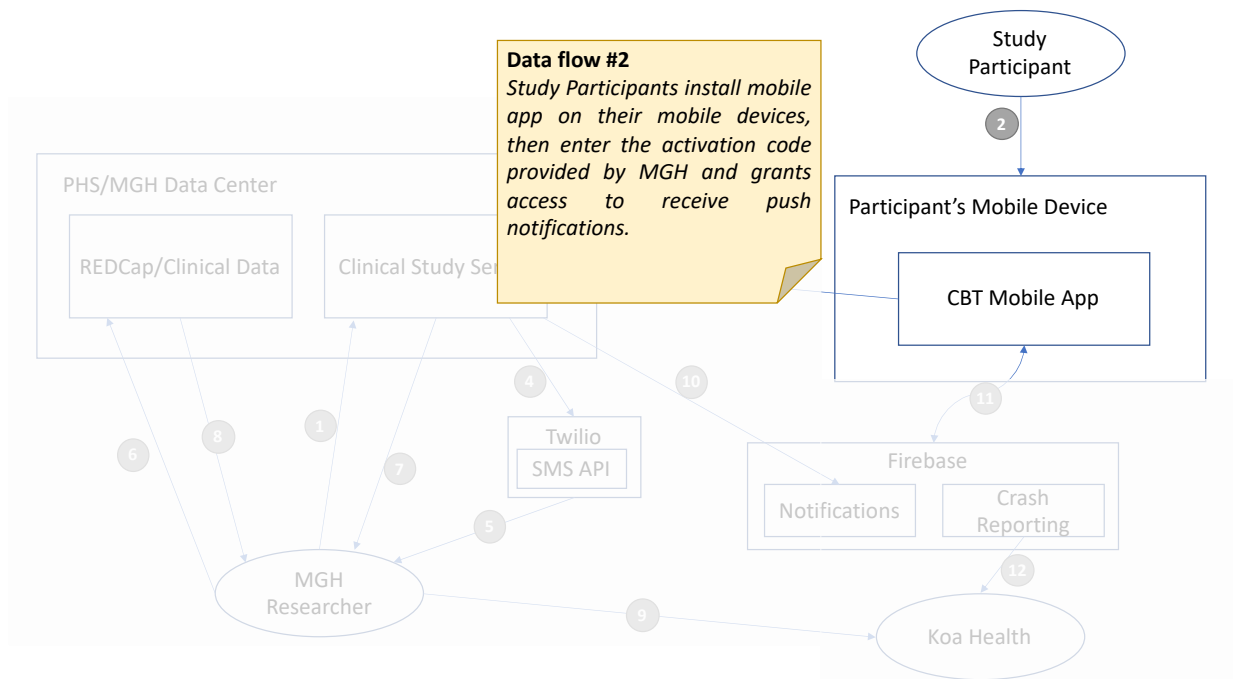 Study
Participant
Data flow #2
Study Participants install mobile
app on their mobile devices,
then enter the activation code
provided by MGH and grants
access to receive push
notifications.
2
PHS/MGH Data Center
REDCap/Clinical Data
Clinical Study Ser
Participant's Mobile Device
CBT Mobile App
4
10
11
6
8
1
7
Twilio
SMS API
5
Firebase
Notifications
Crash
Reporting
12
MGH
Researcher
9
Koa Health